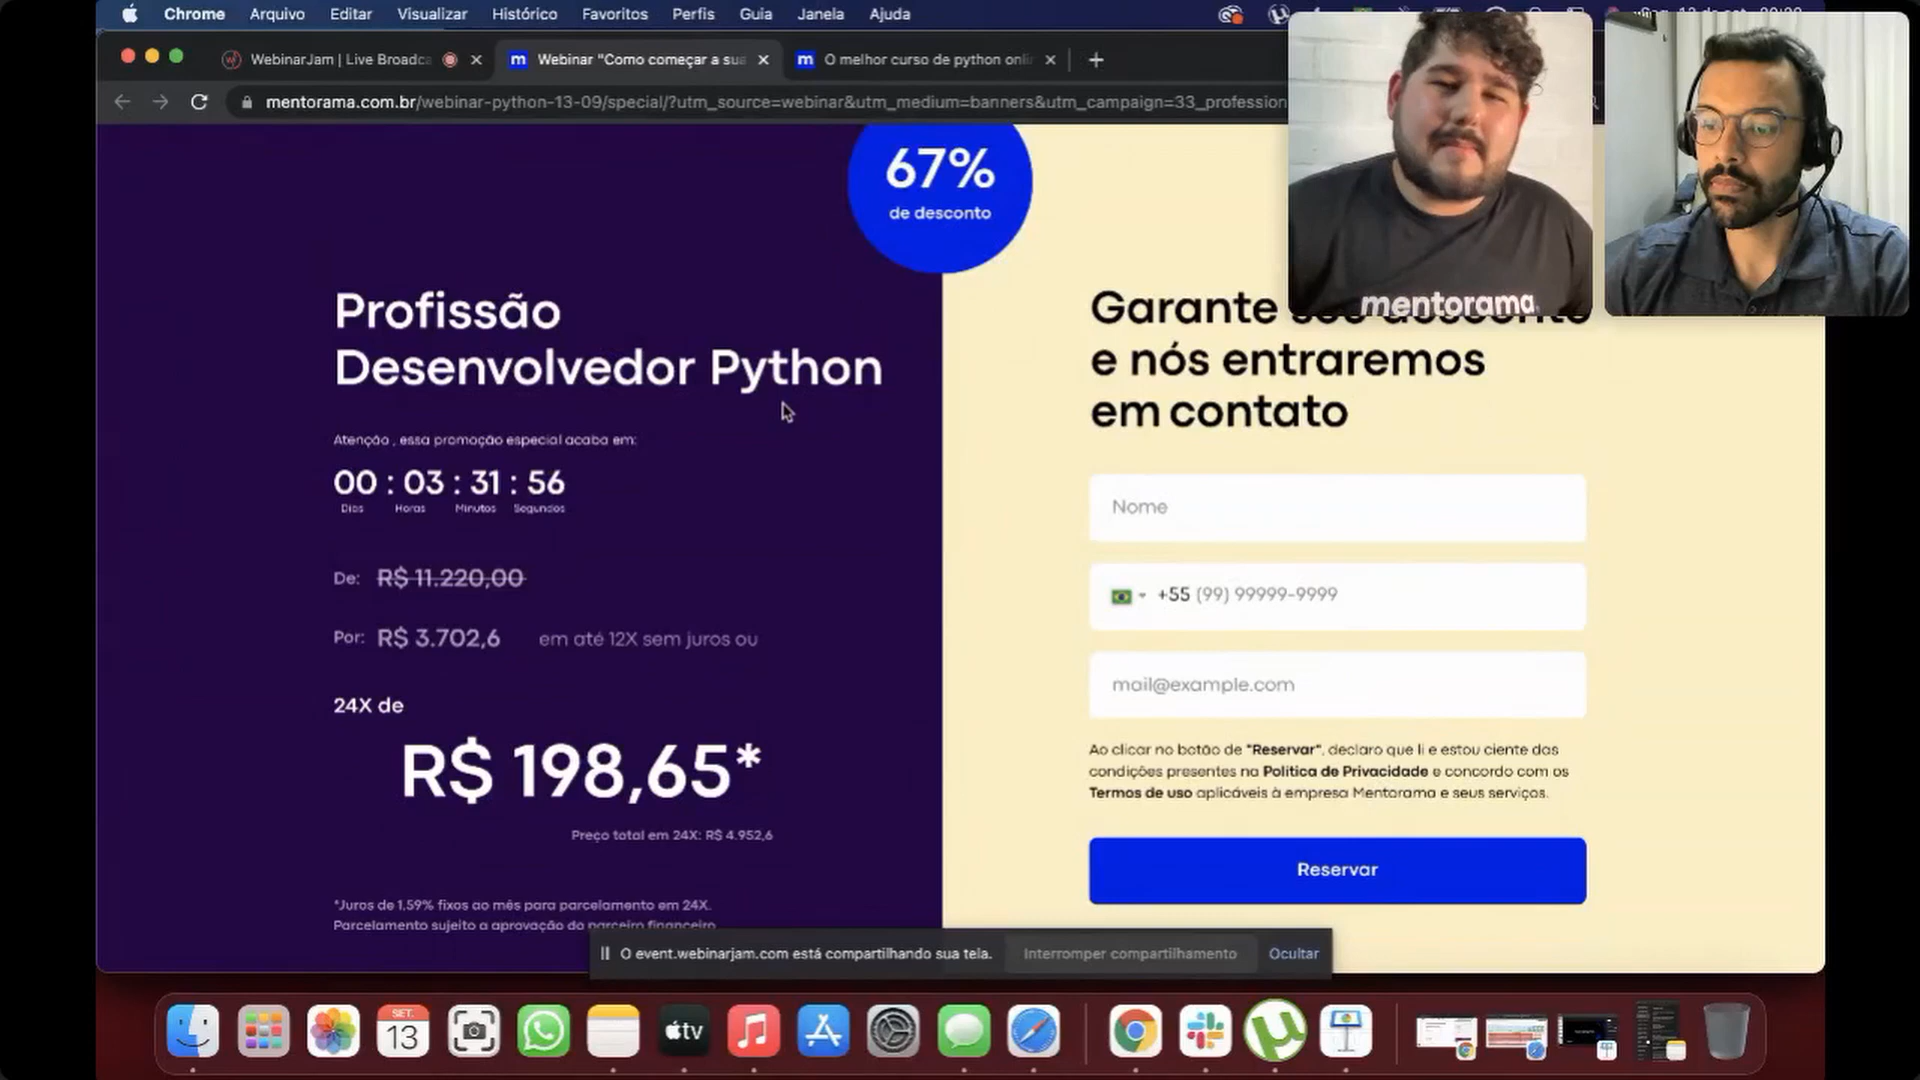 Chrome Arquivo Editar Visualizar Histórico Favoritos Perfis Guia Janela Ajuda
WebinarJam | Live Broadca
Webinar "Como começar a sua
O melhor curso de python onli
mentorama.com.br/webinar-python-13-09/special/?utm_source=webinar&utm_medium=banners&utm_campaign=33_profession
67%
de desconto
mentorama.
Profissão
Desenvolvedor Python
Atenção , essa promoção especial acaba em:
00 : 03 : 31 : 56
Dias Horas Minutos Segundos
De: R$ 11.220,00
Por: R$ 3.702,6 em até 12X sem juros ou
24X de
R$ 198,65*
Preço total em 24X: R$ 4.952,6
*Juros de 1,59% fixos ao mês para parcelamento em 24X.
Parcelamento sujeito a aprovação do parceiro financeiro
Garante
e nós entraremos
em contato
Nome
+55 (99) 99999-9999
mail@example.com
Ao clicar no botão de "Reservar", declaro que li e estou ciente das
condições presentes na Política de Privacidade e concordo com os
Termos de uso aplicáveis à empresa Mentorama e seus serviços.
Reservar
O event.webinarjam.com está compartilhando sua tela. Interromper compartilhamento Ocultar
SET.
13
tv